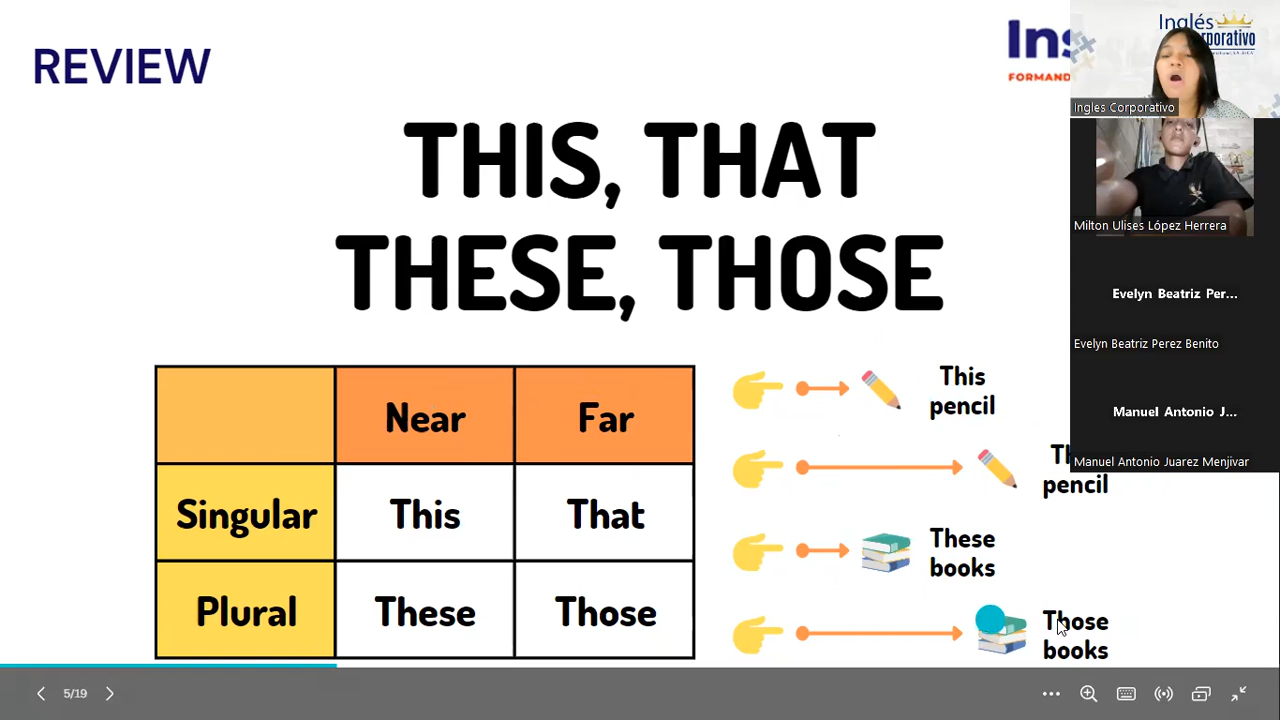 REVIEW
FORMAND
THIS, THAT
THESE, THOSE
Near Far
Singular This That
Plural These Those
This
pencil
pencil
These
books
Those
books
Inglés
Ingles Corporativo
Milton Ulises López Herrera
Evelyn Beatriz Per...
Evelyn Beatriz Perez Benito
Manuel Antonio J...
Manuel Antonio Juarez Menjivar
5/19